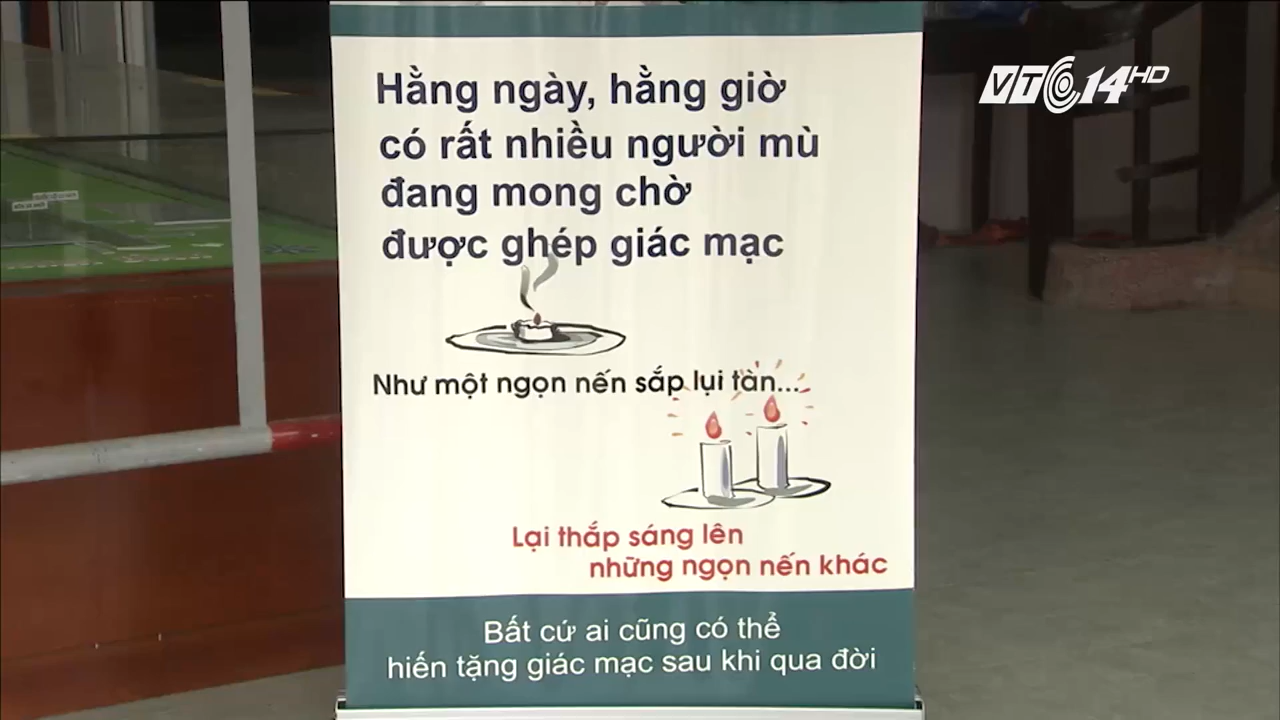 VTC14HD
Hằng ngày, hằng giờ
có rất nhiều người mù
đang mong chờ
được ghép giác mạc
Như một ngọn nến sắp lụi tàn...
Lại thắp sáng lên
những ngọn nến khác
Bất cứ ai cũng có thể
hiến tặng giác mạc sau khi qua đời